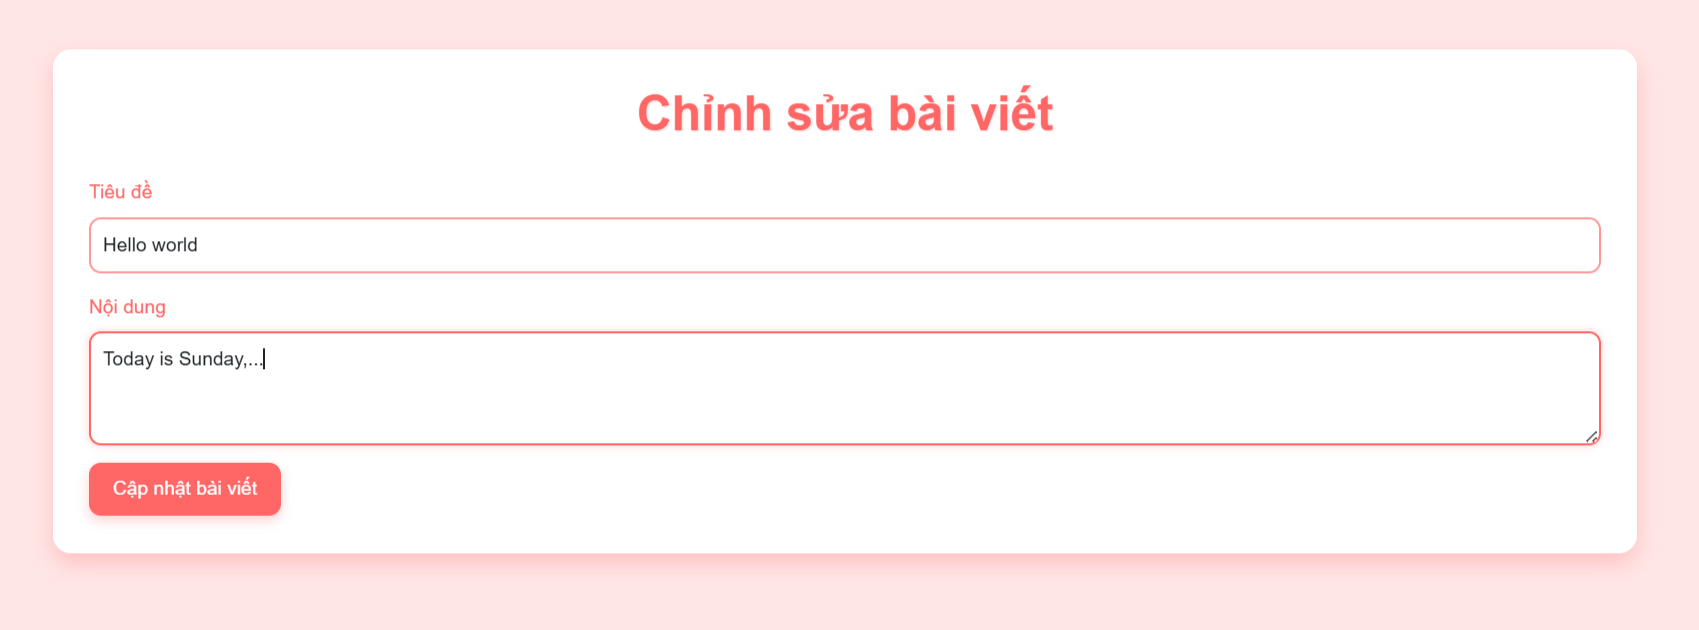 Chỉnh sửa bài viết
Tiêu đề
Hello world
Nội dung
Today is Sunday,...
Cập nhật bài viết